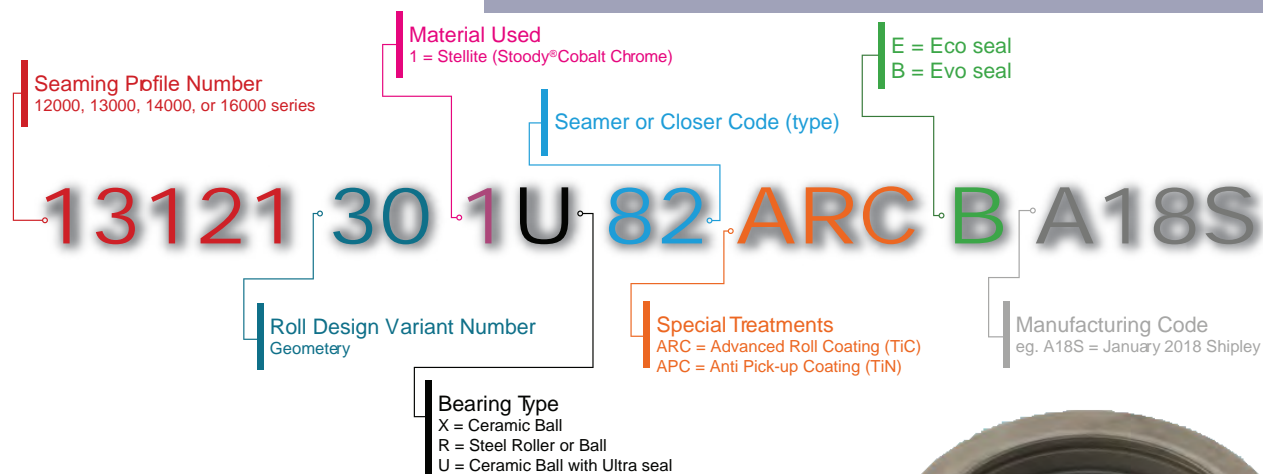 Material Used
1 = Stellite (Stoody®Cobalt Chrome)
E = Eco seal
B = Evo seal
Seaming Profile Number
12000, 13000, 14000, or 16000 series
Seamer or Closer Code (type)
13121 30 1U 82 ARC B A18S
Roll Design Variant Number
Geometery
Special Treatments
ARC = Advanced Roll Coating (TiC)
APC = Anti Pick-up Coating (TiN)
Manufacturing Code
eg. A18S = January 2018 Shipley
Bearing Type
X = Ceramic Ball
R = Steel Roller or Ball
U = Ceramic Ball with Ultra seal